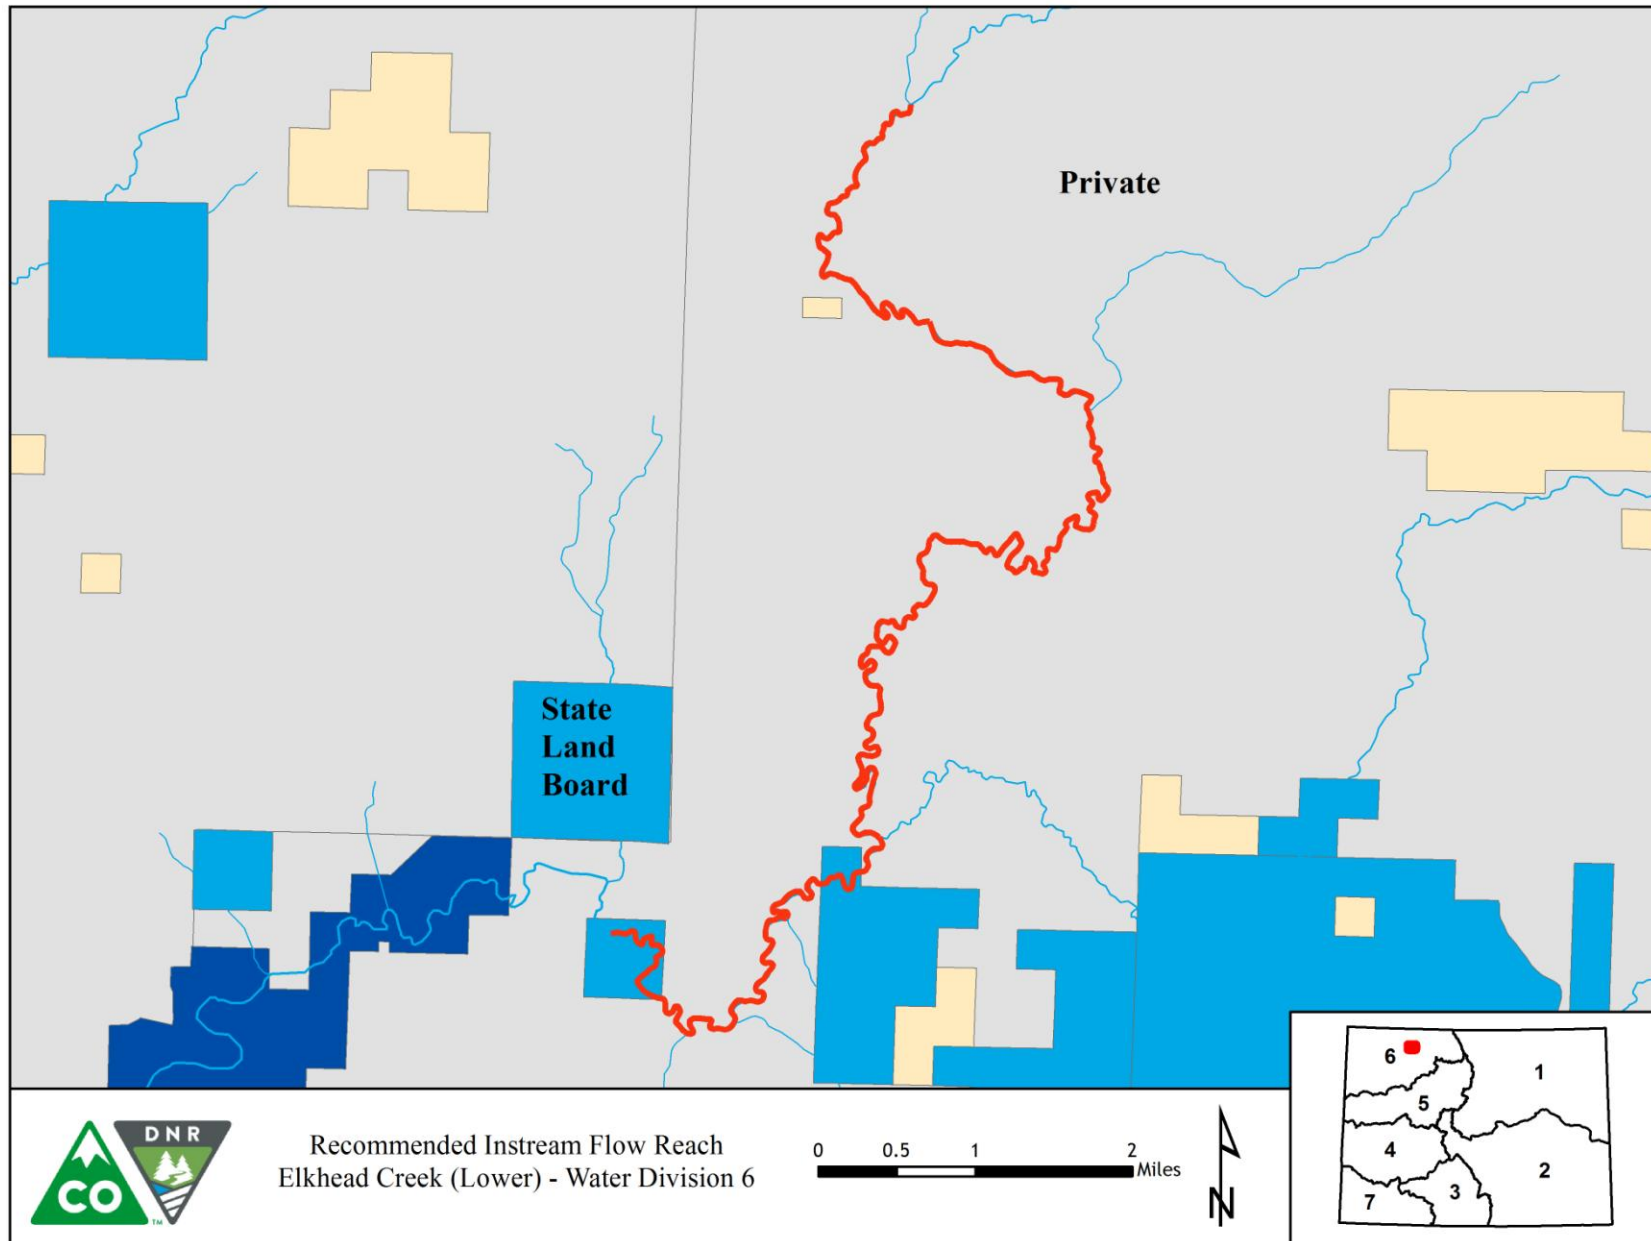 Private
State
Land
Board
Recommended Instream Flow Reach
Elkhead Creek (Lower) - Water Division 6
CO
TM
DNR
0 0.5 1 2
Miles
N
6
1
5
4
2
3
7